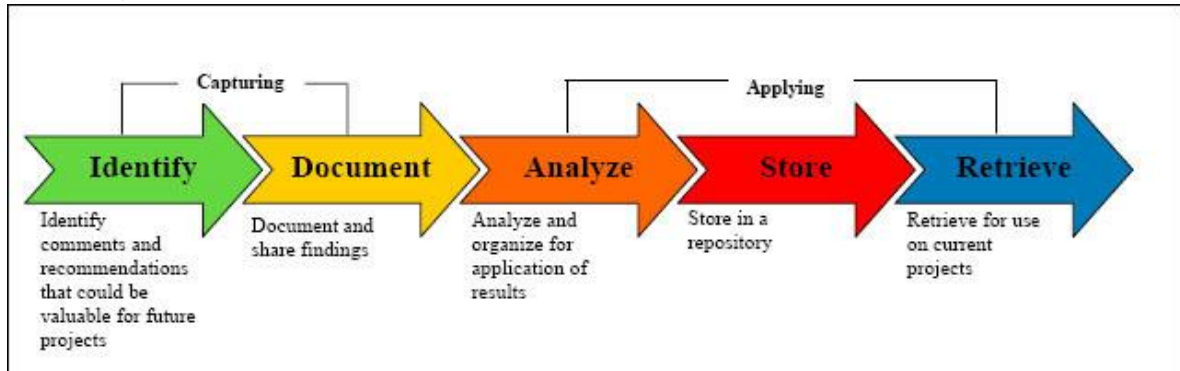 Capturing
Applying
Identify
Document
Analyze
Store
Retrieve
Identify
comments and
recommendations
that could be
valuable for future
projects
Document and
share findings
Analyze and
organize for
application of
results
Store in a
repository
Retrieve for use
on current
projects